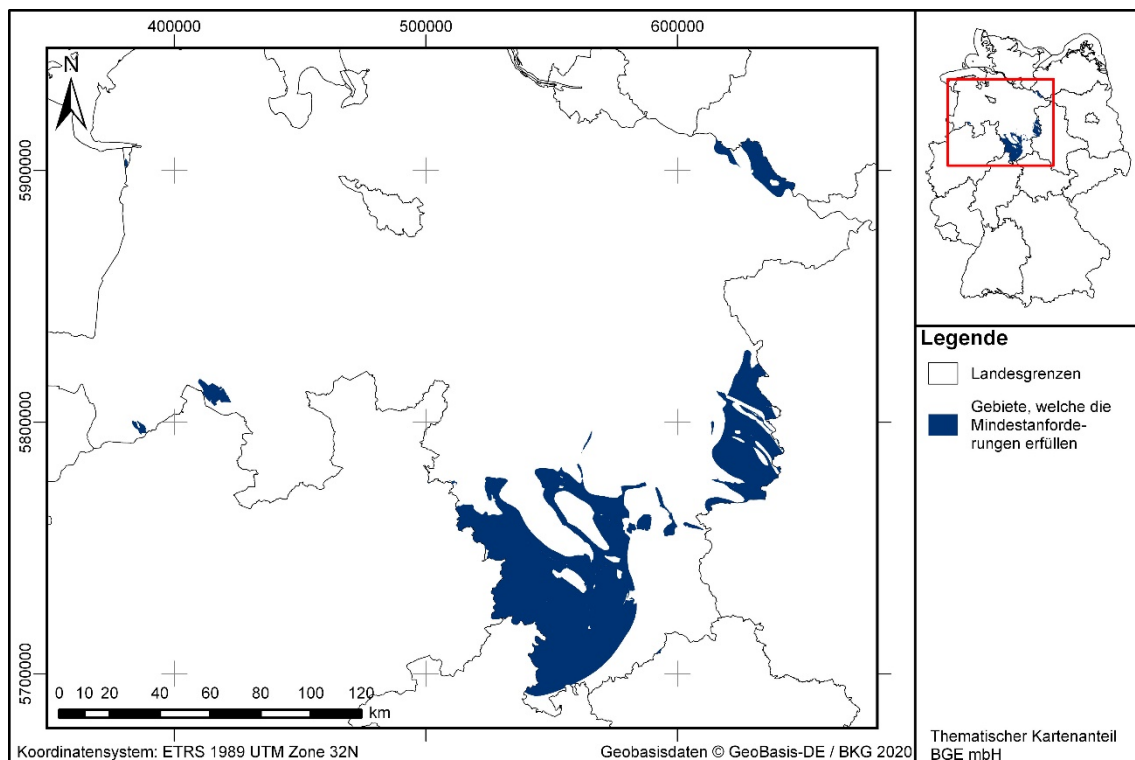 400000 500000 600000
N
5900000
5800000
5700000
0 10 20 40 60 80 100 120
km
Koordinatensystem: ETRS 1989 UTM Zone 32N
Geobasisdaten © GeoBasis-DE / BKG 2020
Legende
Landesgrenzen
Gebiete, welche die
Mindestanforde-
rungen erfüllen
Thematischer Kartenanteil
BGE mbH